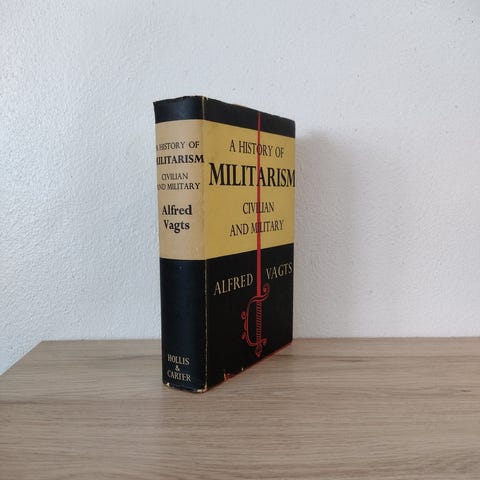 A HISTORY OF
MILITARISM
CIVILIAN
AND MILITARY
Alfred
Vagts
HOLLIS
&
CARTER
A HISTORY OF
MILITARISM
CIVILIAN
AND MILITARY
ALFRED VAGTS